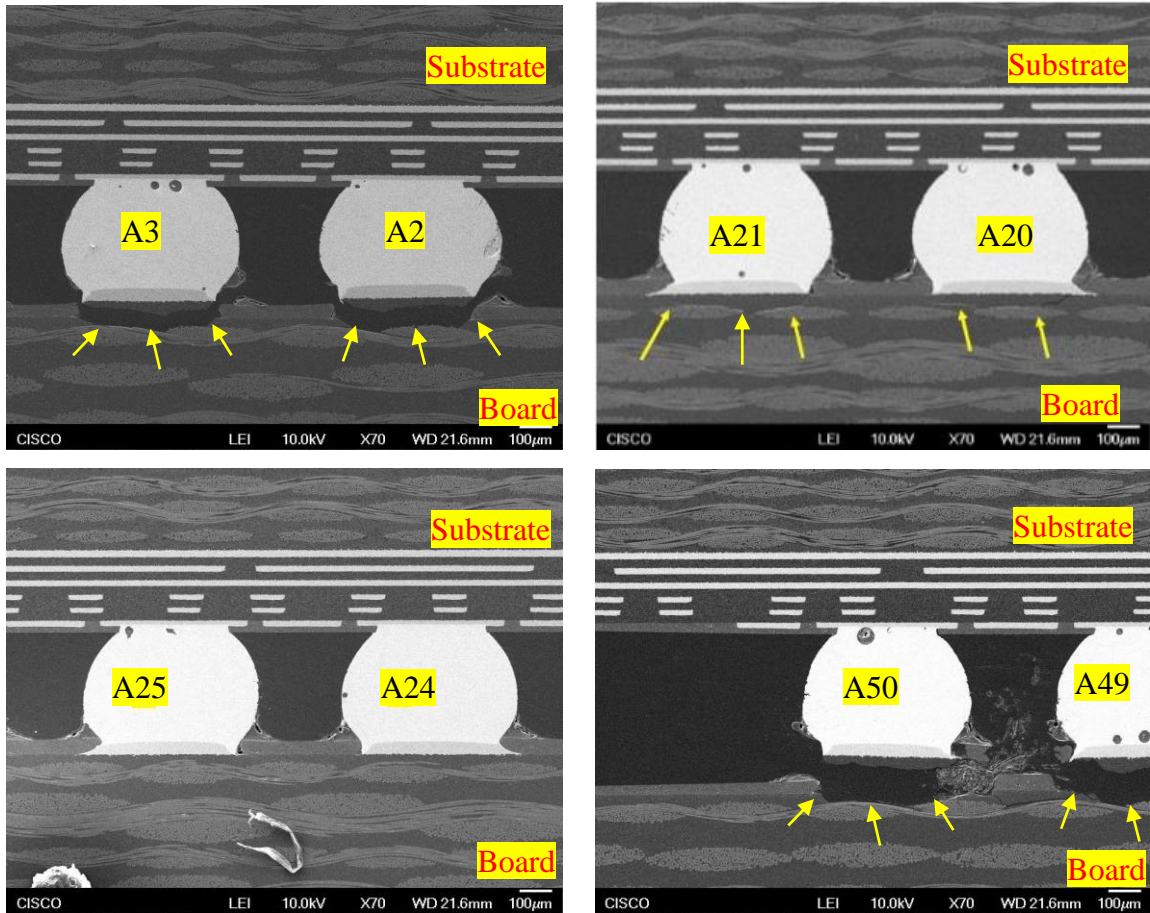 Substrate
A3 A2
Board
CISCO LEI 10.0kV X70 WD 21.6mm 100µm
Substrate
A21 A20
Board
CISCO LEI 10.0kV X70 WD 21.6mm 100µm
Substrate
A25 A24
Board
CISCO LEI 10.0kV X70 WD 21.6mm 100µm
Substrate
A50 A49
Board
CISCO LEI 10.0kV X70 WD 21.6mm 100µm